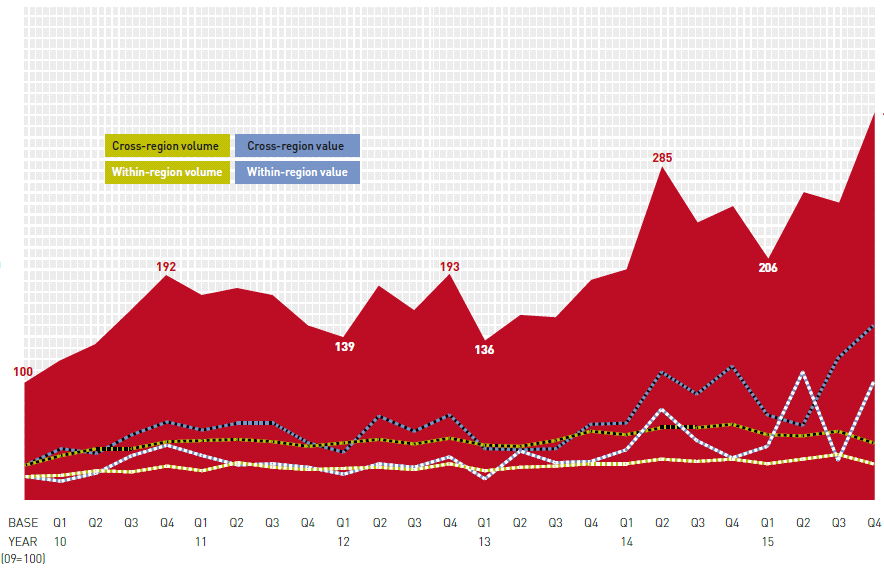 Cross-region volume Cross-region value
Within-region volume Within-region value
285
192
193
206
139
136
100
BASE Q1 Q2 Q3 Q4 Q1 Q2 Q3 Q4 Q1 Q2 Q3 Q4 Q1 Q2 Q3 Q4 Q1 Q2 Q3 Q4 Q1 Q2 Q3 Q4
YEAR 10 11 12 13 14 15
(09=100)